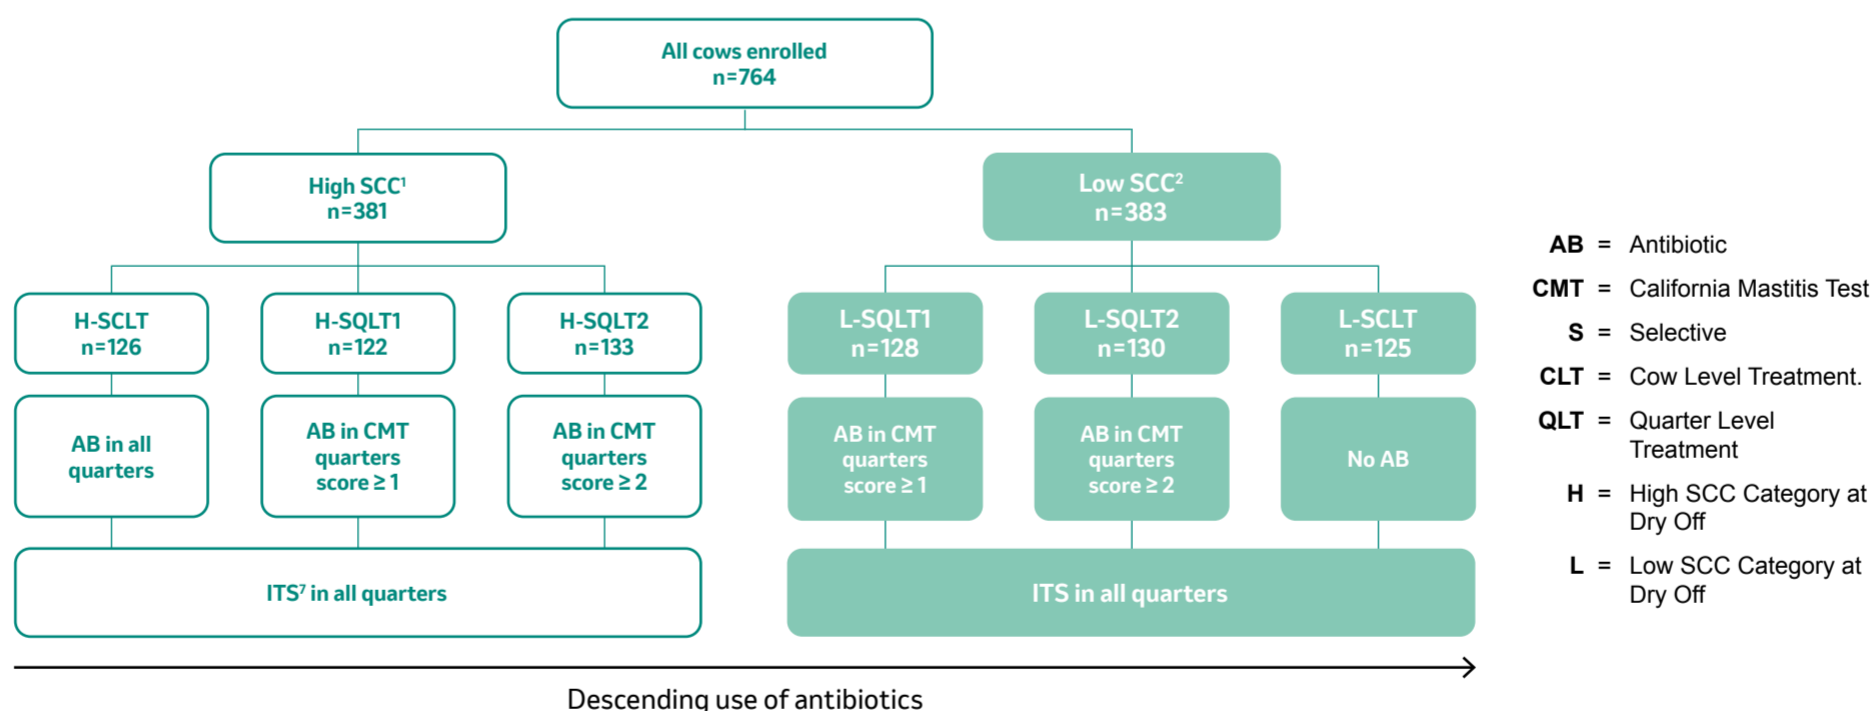 All cows enrolled
n=764
High SCC¹
n=381
Low SCC²
n=383
H-SCLT
n=126
H-SQLT1
n=122
H-SQLT2
n=133
L-SQLT1
n=128
L-SQLT2
n=130
L-SCLT
n=125
AB in all
quarters
AB in CMT
quarters
score ≥ 1
AB in CMT
quarters
score ≥ 2
AB in CMT
quarters
score ≥ 1
AB in CMT
quarters
score ≥ 2
No AB
ITS⁷ in all quarters
ITS in all quarters
Descending use of antibiotics
AB = Antibiotic
CMT = California Mastitis Test
S = Selective
CLT = Cow Level Treatment.
QLT = Quarter Level
Treatment
H = High SCC Category at
Dry Off
L = Low SCC Category at
Dry Off